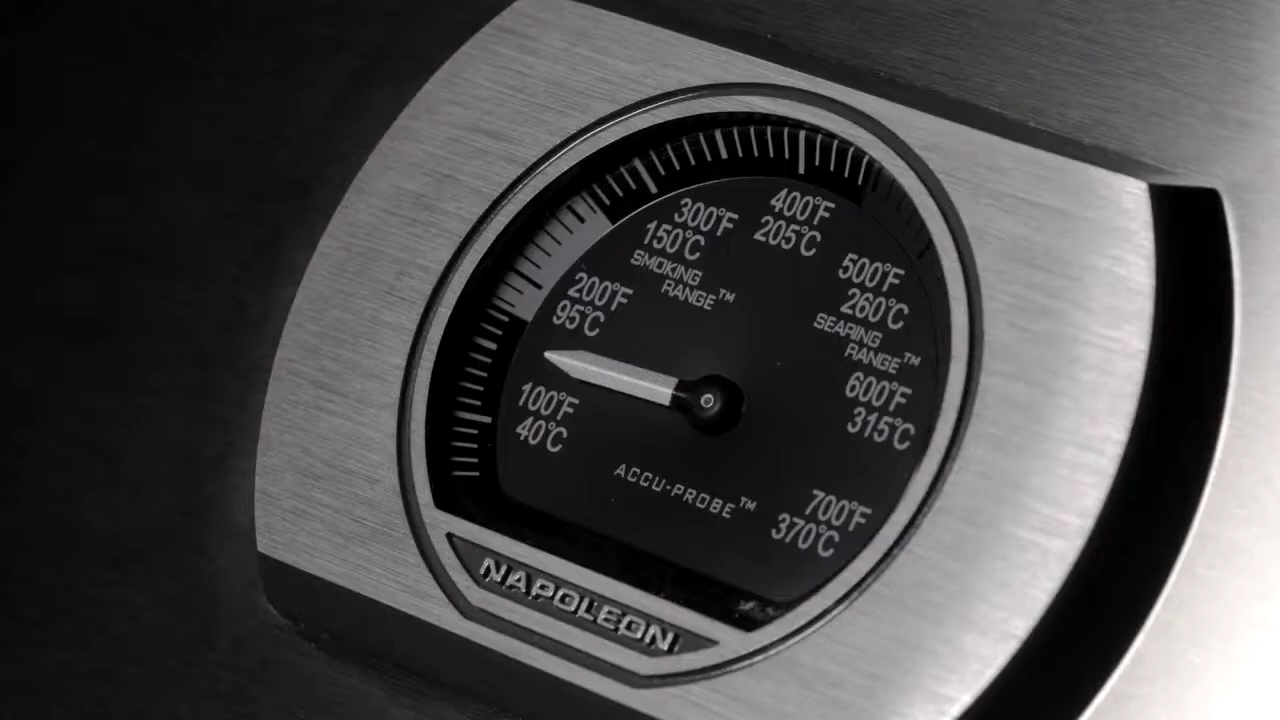 100°F
40°C
200°F
95°C
300°F
150°C
SMOKING
RANGE™
400°F
205°C
500°F
260°C
SEARING
RANGE™
600°F
315°C
700°F
370°C
ACCU-PROBE™
NAPOLEON